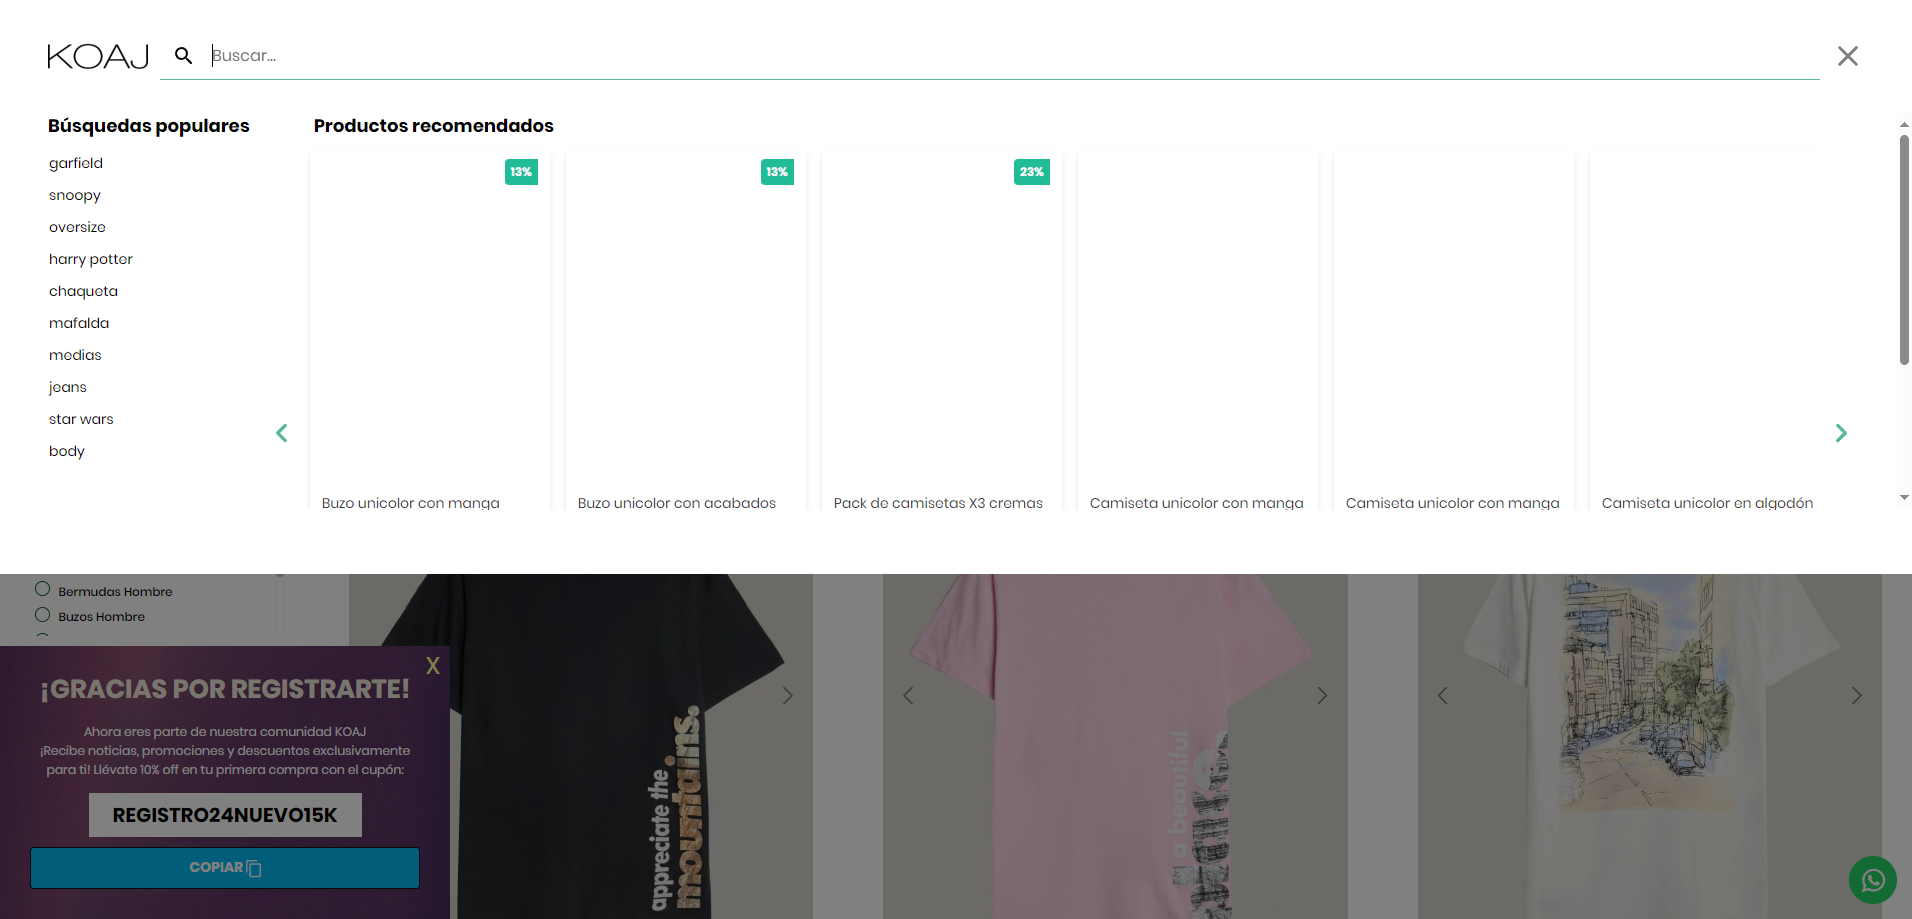 KOAJ
Buscar...
Búsquedas populares
garfield
snoopy
oversize
harry potter
chaqueta
mafalda
medias
jeans
star wars
body
Productos recomendados
13%
13%
23%
Buzo unicolor con manga
Buzo unicolor con acabados
Pack de camisetas X3 cremas
Camiseta unicolor con manga
Camiseta unicolor con manga
Camiseta unicolor en algodón
Bermudas Hombre
Buzos Hombre
X
¡GRACIAS POR REGISTRARTE!
Ahora eres parte de nuestra comunidad KOAJ
¡Recibe noticias, promociones y descuentos exclusivamente
para ti! Llévate 10% off en tu primera compra con el cupón:
REGISTRO24NUEVO15K
COPIAR
appreciate the
mountains.
a beautiful